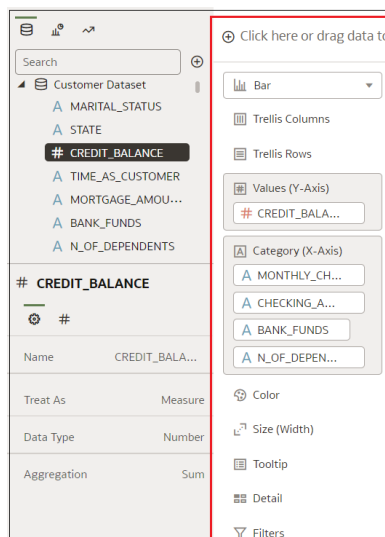 Search
Customer Dataset
A MARITAL_STATUS
A STATE
# CREDIT_BALANCE
A TIME_AS_CUSTOMER
A MORTGAGE_AMOU...
A BANK_FUNDS
A N_OF_DEPENDENTS
# CREDIT_BALANCE
#
Name CREDIT_BALA...
Treat As Measure
Data Type Number
Aggregation Sum
Click here or drag data to
Bar
Trellis Columns
Trellis Rows
# Values (Y-Axis)
# CREDIT_BALA...
A Category (X-Axis)
A MONTHLY_CH...
A CHECKING_A...
A BANK_FUNDS
A N_OF_DEPEN...
Color
Size (Width)
Tooltip
Detail
Filters